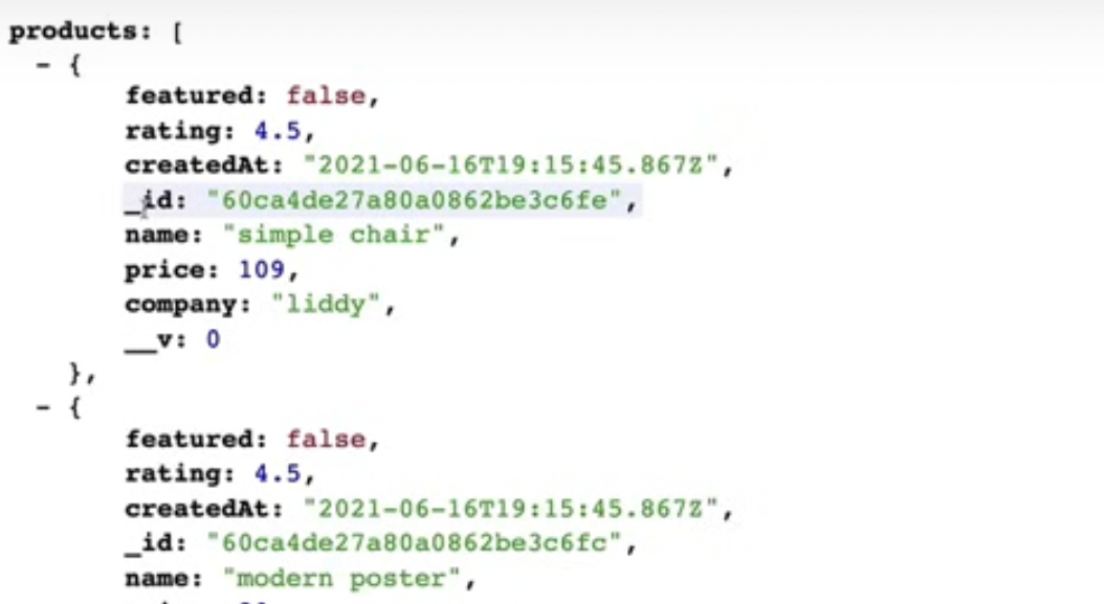 products: [
- {
featured: false,
rating: 4.5,
createdAt: "2021-06-16T19:15:45.867Z",
_id: "60ca4de27a80a0862be3c6fe",
name: "simple chair",
price: 109,
company: "liddy",
__v: 0
},
- {
featured: false,
rating: 4.5,
createdAt: "2021-06-16T19:15:45.867Z",
_id: "60ca4de27a80a0862be3c6fc",
name: "modern poster",